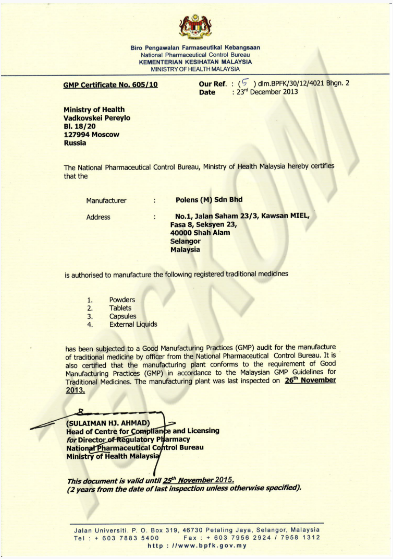 Biro Pengawalan Farmaseutikal Kebangsaan
National Pharmaceutical Control Bureau
KEMENTERIAN KESIHATAN MALAYSIA
MINISTRY OF HEALTH MALAYSIA
GMP Certificate No. 605/10
Our Ref. : (5) dlm.BPFK/30/12/4021 Bhgn. 2
Date : 23rd December 2013
Ministry of Health
Vadkovskei Pereylo
Bl. 18/20
127994 Moscow
Russia
The National Pharmaceutical Control Bureau, Ministry of Health Malaysia hereby certifies
that the
Manufacturer : Polens (M) Sdn Bhd
Address : No.1, Jalan Saham 23/3, Kawsan MIEL,
Fasa 8, Seksyen 23,
40000 Shah Alam
Selangor
Malaysia
is authorised to manufacture the following registered traditional medicines
1. Powders
2. Tablets
3. Capsules
4. External Liquids
has been subjected to a Good Manufacturing Practices (GMP) audit for the manufacture
of traditional medicine by officer from the National Pharmaceutical Control Bureau. It is
also certified that the manufacturing plant conforms to the requirement of Good
Manufacturing Practices (GMP) in accordance to the Malaysian GMP Guidelines for
Traditional Medicines. The manufacturing plant was last inspected on 26th November
2013.
(SULAIMAN HJ. AHMAD)
Head of Centre for Compliance and Licensing
for Director of Regulatory Pharmacy
National Pharmaceutical Control Bureau
Ministry of Health Malaysia
This document is valid until 25th November 2015.
(2 years from the date of last inspection unless otherwise specified).
Jalan Universiti, P. O. Box 319, 46730 Petaling Jaya, Selangor, Malaysia
Tel : + 603 7883 5400 Fax : + 603 7956 2924 / 7958 1312
http : //www.bpfk.gov.my